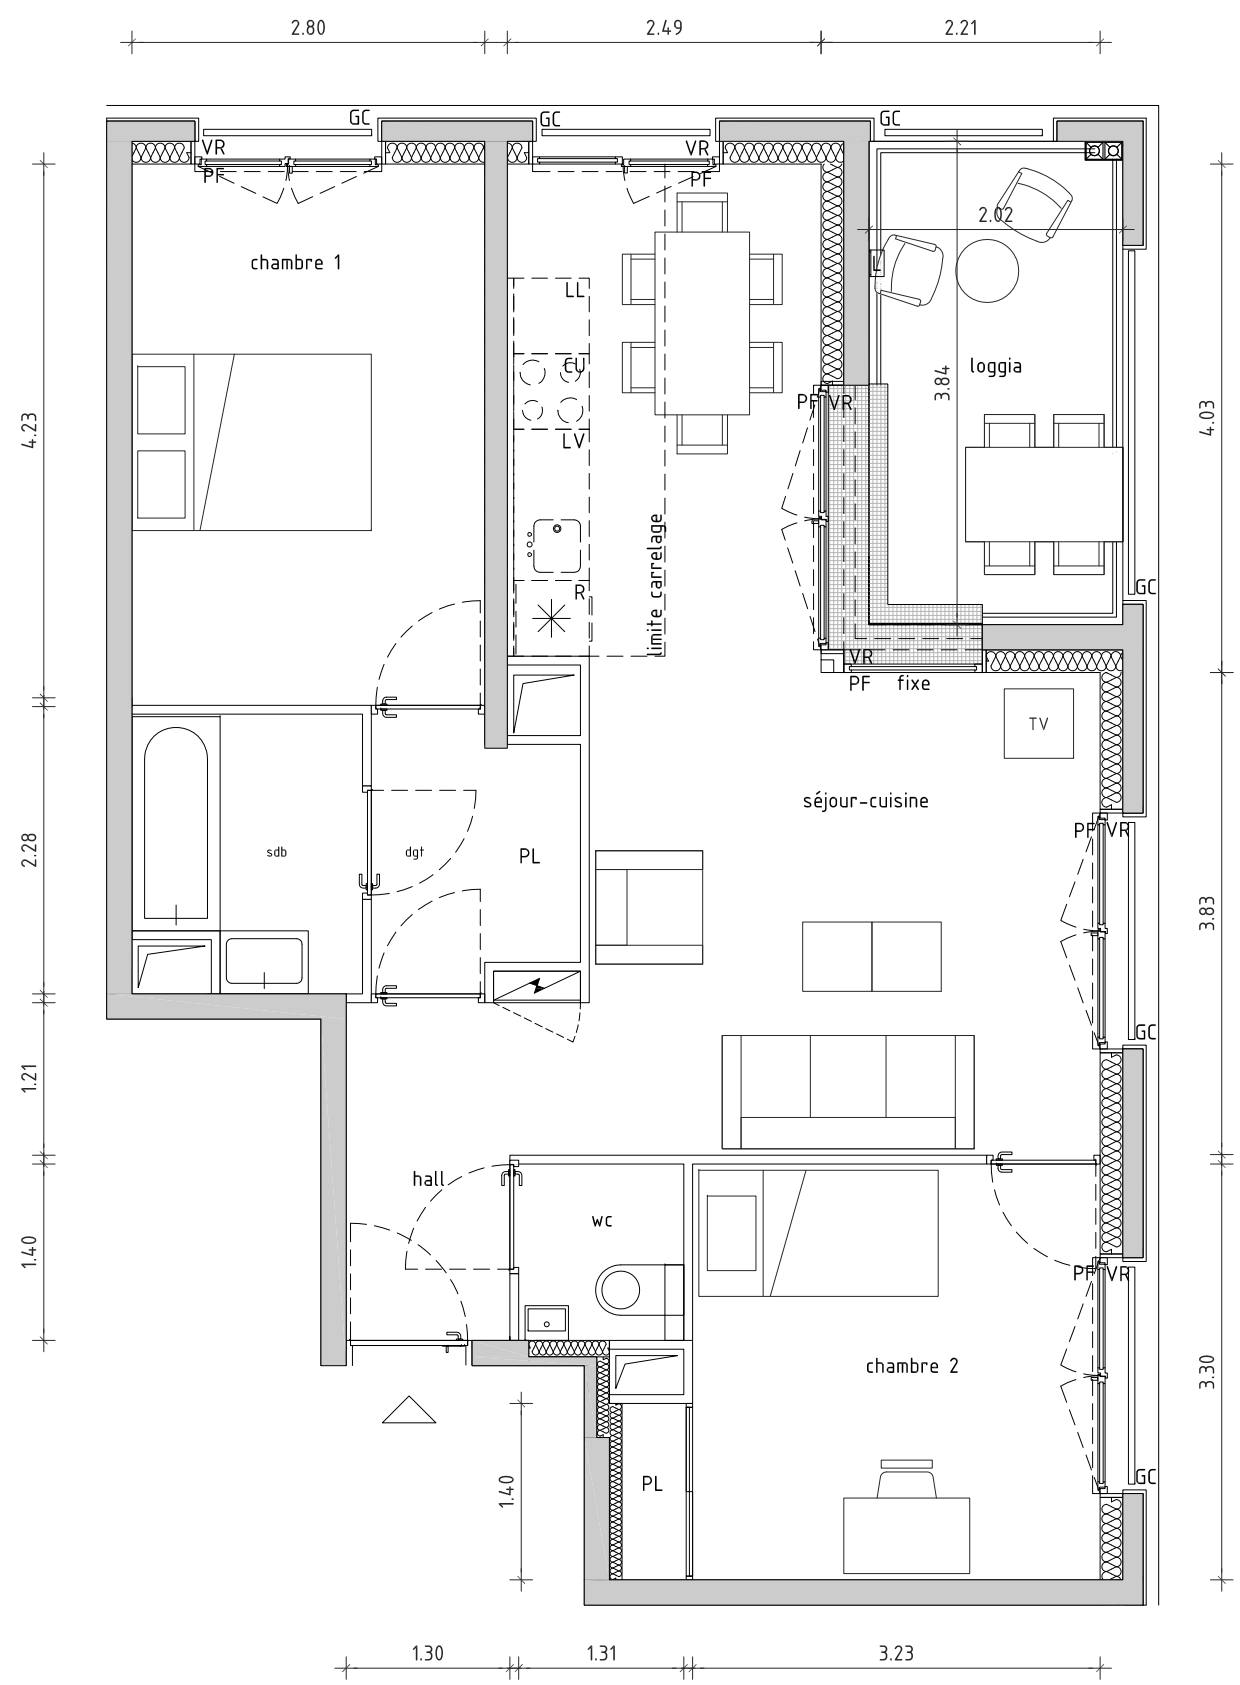 2.80
2.49
2.21
GC
GC
GC
VR
PF
VR
PF
2.02
chambre 1
L
LL
CU
LV
loggia
3.84
PF VR
4.23
4.03
limite carrelage
R
GC
VR
PF
fixe
TV
séjour-cuisine
PF VR
sdb
dgt
PL
2.28
3.83
GC
1.21
hall
wc
1.40
PF VR
chambre 2
3.30
PL
1.40
GC
1.30
1.31
3.23